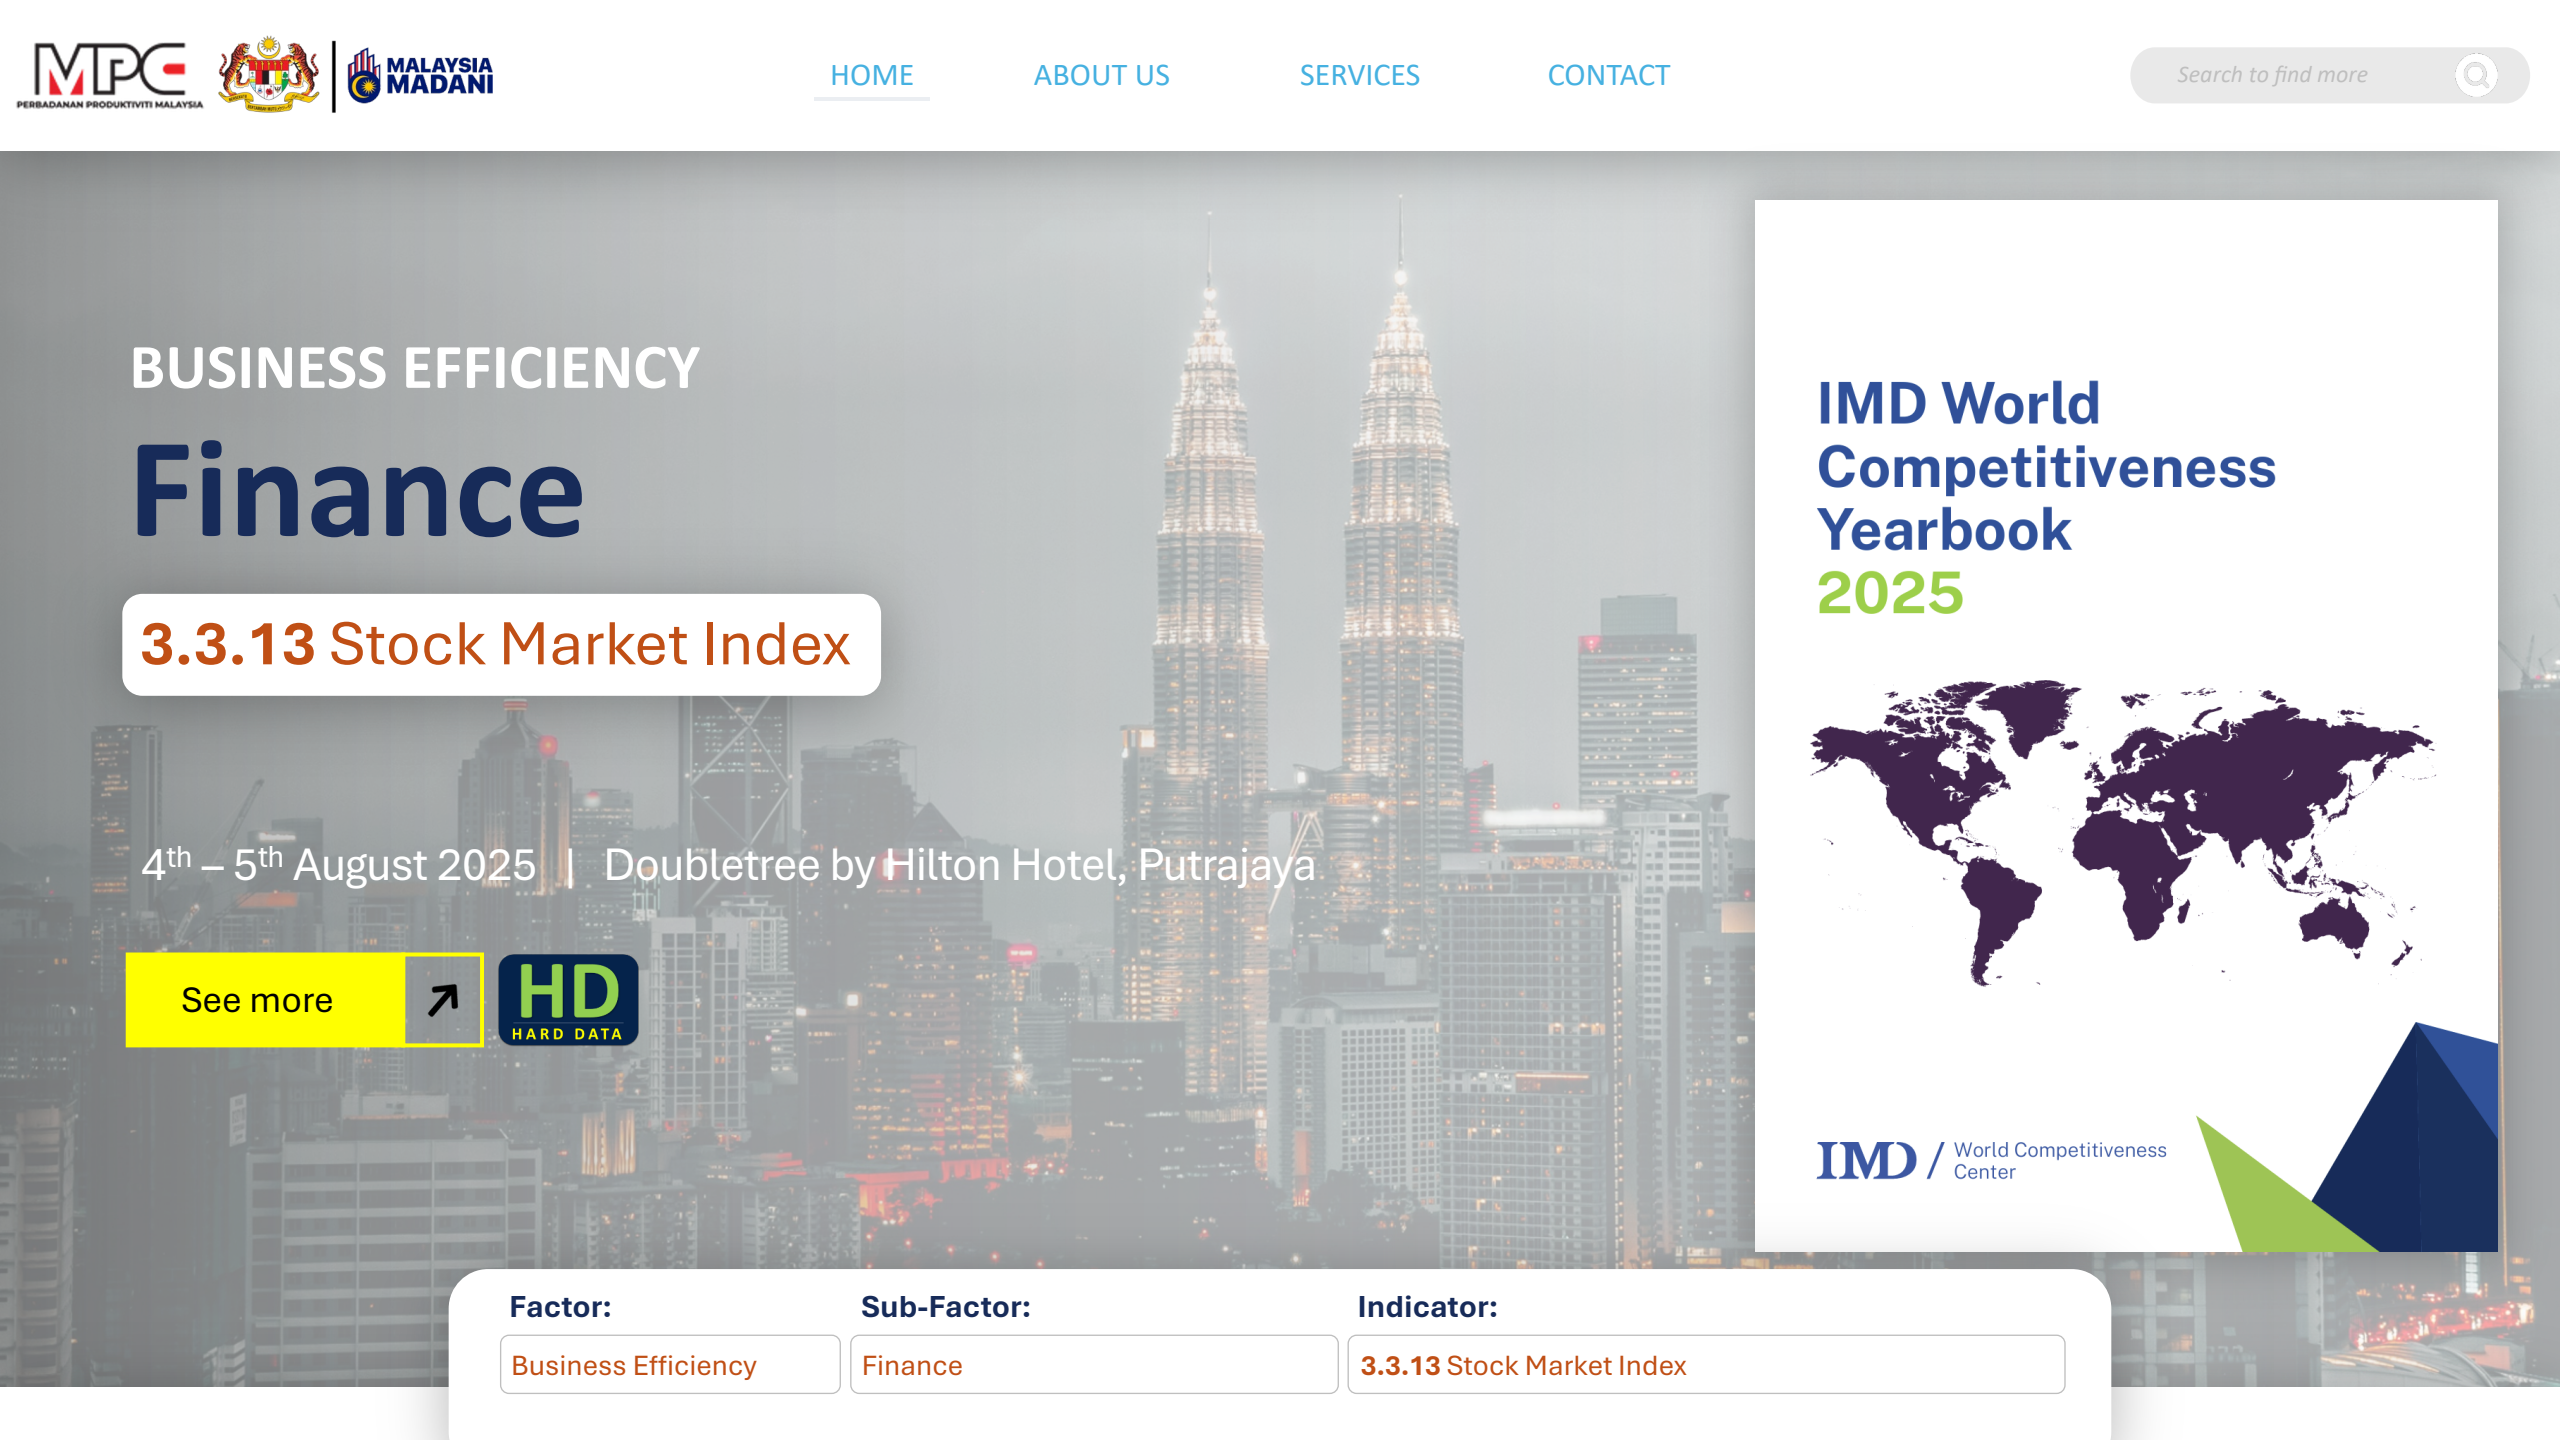 MPC
PERBADANAN PRODUKTIVITI MALAYSIA
MALAYSIA
MADANI
HOME
ABOUT US
SERVICES
CONTACT
Search to find more
BUSINESS EFFICIENCY
Finance
3.3.13 Stock Market Index
4th – 5th August 2025 | Doubletree by Hilton Hotel, Putrajaya
See more
HD
HARD DATA
IMD World
Competitiveness
Yearbook
2025
IMD / World Competitiveness
Center
Factor:
Sub-Factor:
Indicator:
Business Efficiency
Finance
3.3.13 Stock Market Index